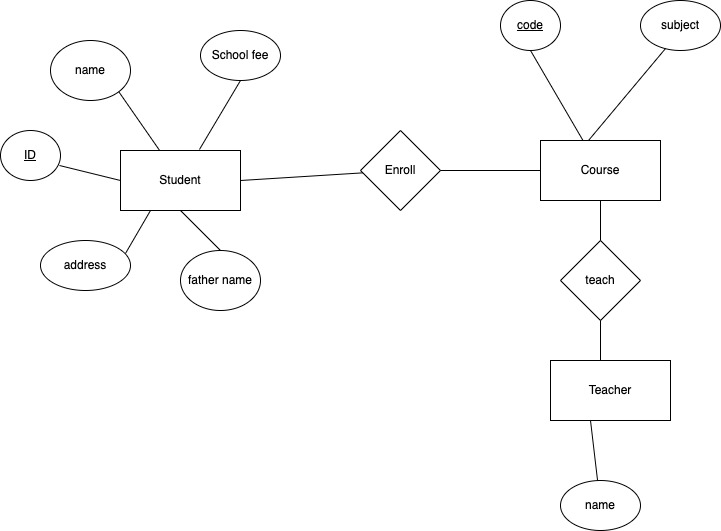 code
subject
School fee
name
ID
Student
Enroll
Course
address
father name
teach
Teacher
name